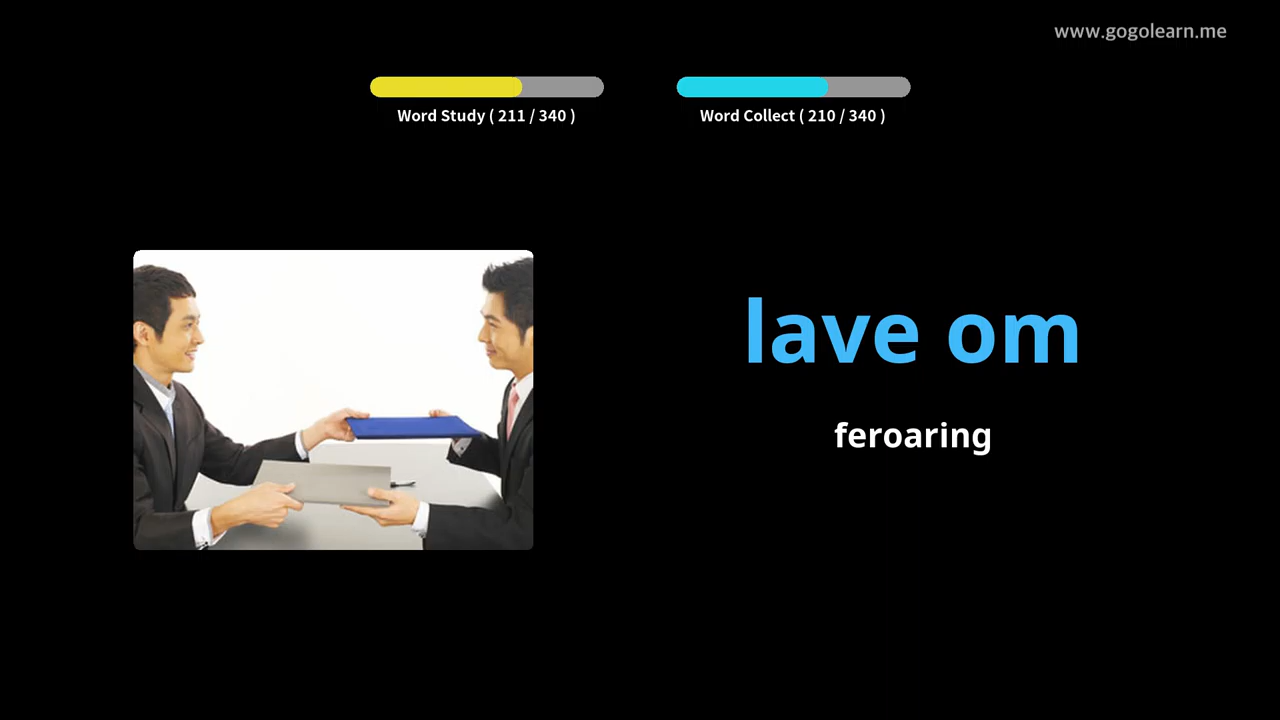 www.gogolearn.me
Word Study ( 211 / 340 )
Word Collect ( 210 / 340 )
lave om
feroaring